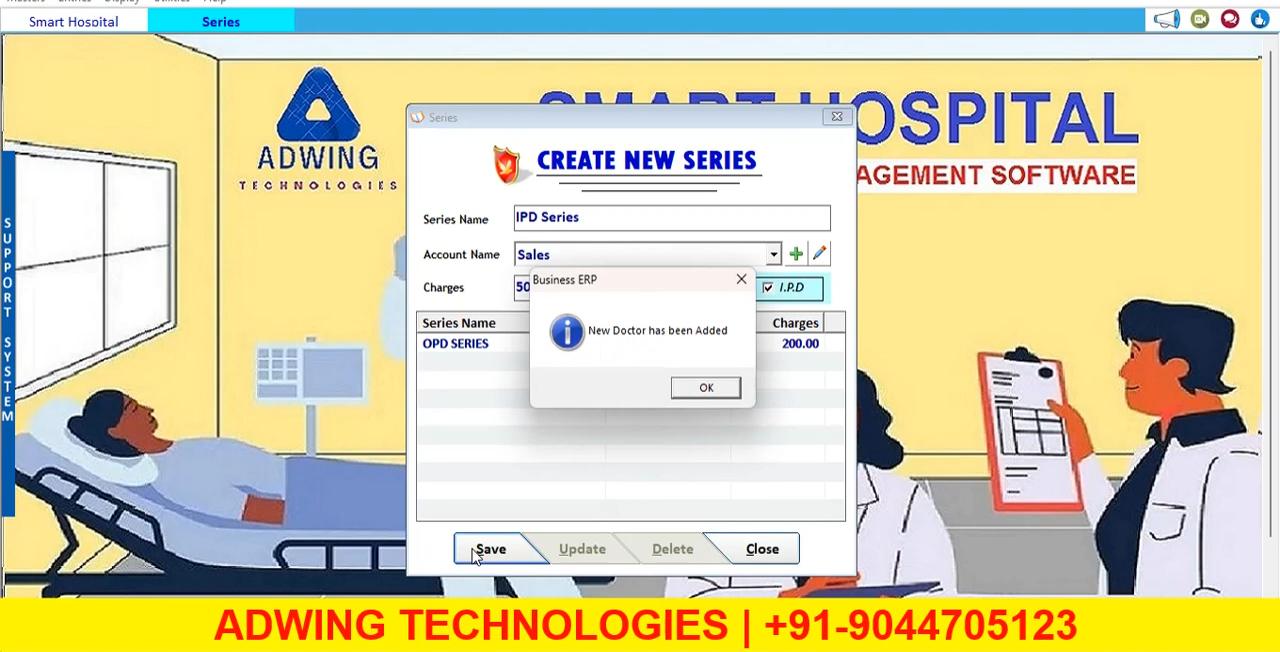 Smart Hospital
Series
Series
SMART HOSPITAL
ADWING
TECHNOLOGIES
AGEMENT SOFTWARE
CREATE NEW SERIES
Series Name IPD Series
Account Name Sales
Charges 50
I.P.D
Business ERP
New Doctor has been Added
OK
Series Name Charges
OPD SERIES 200.00
SUPPORT SYSTEM
Save Update Delete Close
ADWING TECHNOLOGIES | +91-9044705123